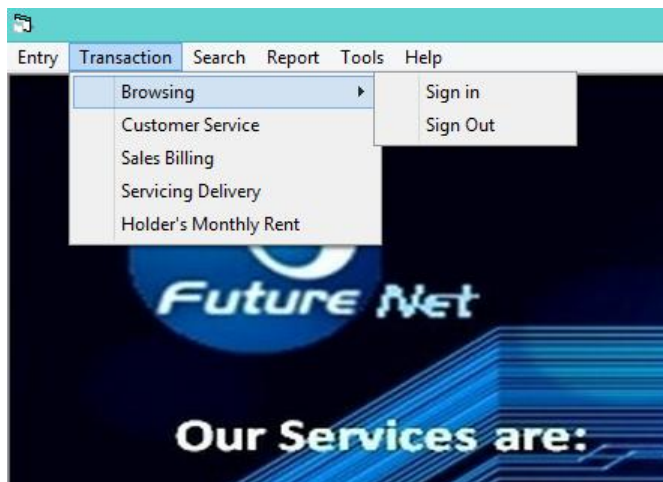 Entry Transaction Search Report Tools Help
Browsing Sign in
Customer Service Sign Out
Sales Billing
Servicing Delivery
Holder's Monthly Rent
Future Net
Our Services are: